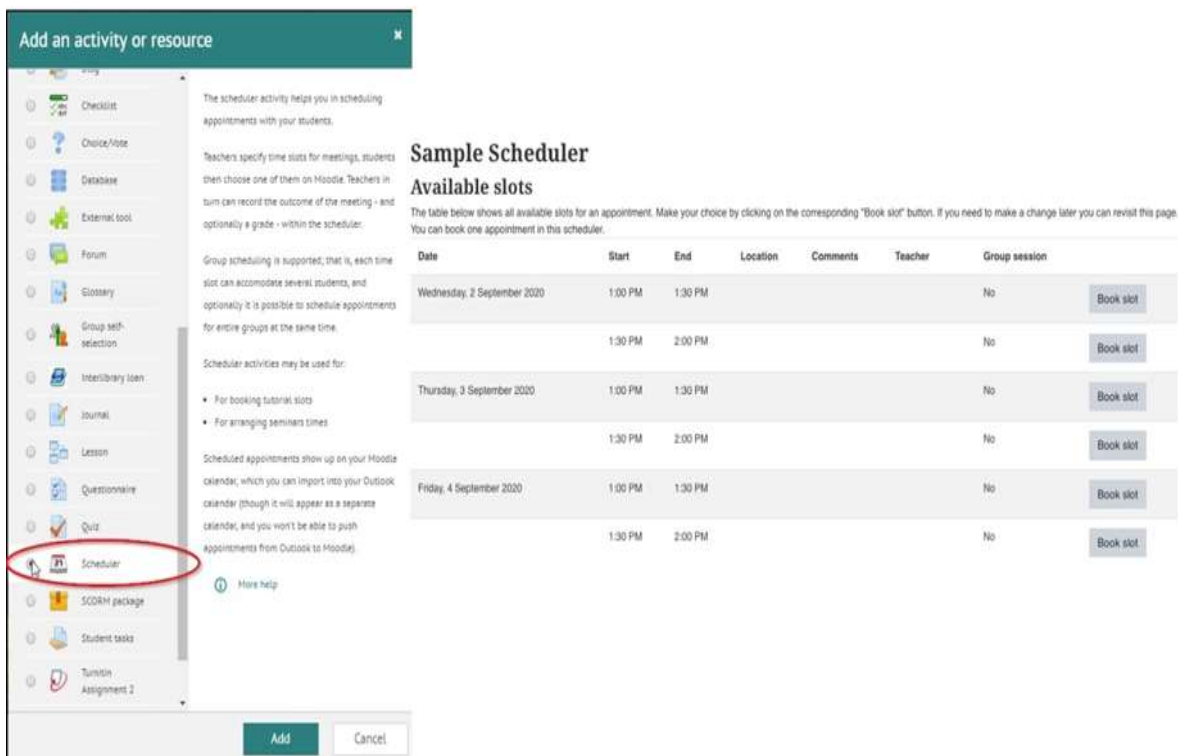 Add an activity or resource
Checklist
Choice/Vote
Database
External tool
Forum
Glossary
Group self-
selection
Interlibrary loan
Journal
Lesson
Questionnaire
Quiz
Scheduler
SCORM package
Student tasks
Turnitin
Assignment 2
The scheduler activity helps you in scheduling
appointments with your students.
Teachers specify time slots for meetings, students
then choose one of them on Moodle. Teachers in
turn can record the outcome of the meeting - and
optionally a grade - within the scheduler.
Group scheduling is supported; that is, each time
slot can accomodate several students, and
optionally it is possible to schedule appointments
for entire groups at the same time.
Scheduler activities may be used for:
• For booking tutorial slots
• For arranging seminars times
Scheduled appointments show up on your Moodle
calendar, which you can import into your Outlook
calendar (though it will appear as a separate
calendar, and you won't be able to push
appointments from Outlook to Moodle).
More help
Add Cancel
Sample Scheduler
Available slots
The table below shows all available slots for an appointment. Make your choice by clicking on the corresponding "Book slot" button. If you need to make a change later you can revisit this page.
You can book one appointment in this scheduler.
Date Start End Location Comments Teacher Group session
Wednesday, 2 September 2020 1:00 PM 1:30 PM No Book slot
1:30 PM 2:00 PM No Book slot
Thursday, 3 September 2020 1:00 PM 1:30 PM No Book slot
1:30 PM 2:00 PM No Book slot
Friday, 4 September 2020 1:00 PM 1:30 PM No Book slot
1:30 PM 2:00 PM No Book slot